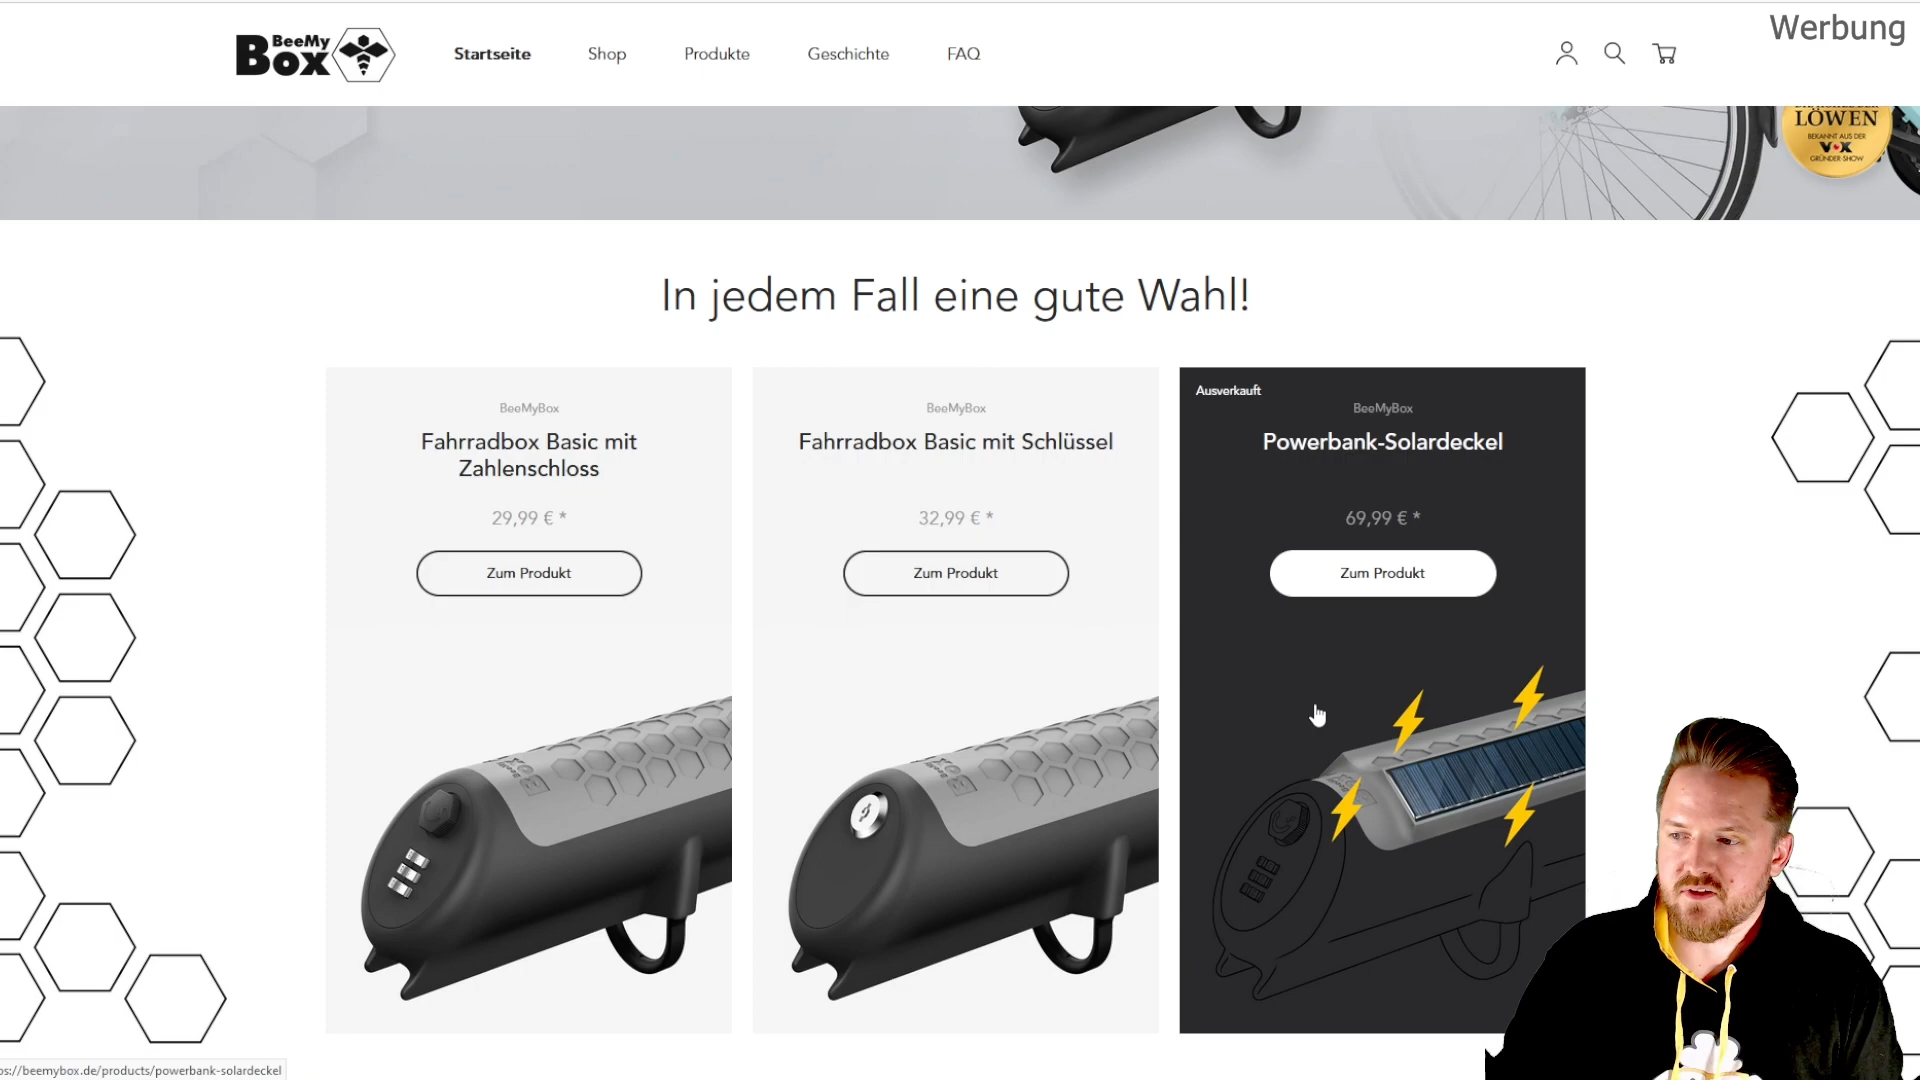 Werbung
BeeMy
Box
Startseite
Shop
Produkte
Geschichte
FAQ
LÖWEN
BEKANNT AUS DER
VOX
GRÜNDER-SHOW
In jedem Fall eine gute Wahl!
BeeMyBox
Fahrradbox Basic mit
Zahlenschloss
29,99 € *
Zum Produkt
BeeMyBox
Fahrradbox Basic mit Schlüssel
32,99 € *
Zum Produkt
Ausverkauft
BeeMyBox
Powerbank-Solardeckel
69,99 € *
Zum Produkt
ps://beemybox.de/products/powerbank-solardeckel